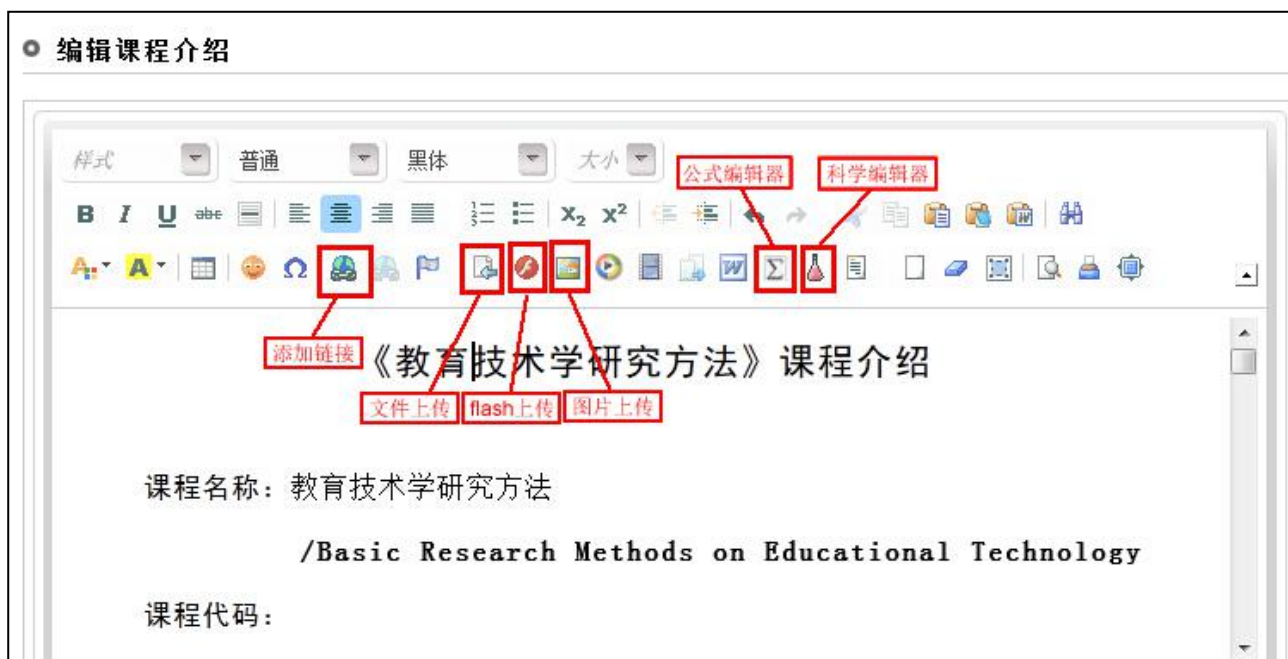 编辑课程介绍
样式 普通 黑体 大小
公式编辑器 科学编辑器
B I U abc X₂ X²
A A Ω W Σ
添加链接
《教育技术学研究方法》课程介绍
文件上传 flash上传 图片上传
课程名称：教育技术学研究方法
/Basic Research Methods on Educational Technology
课程代码：